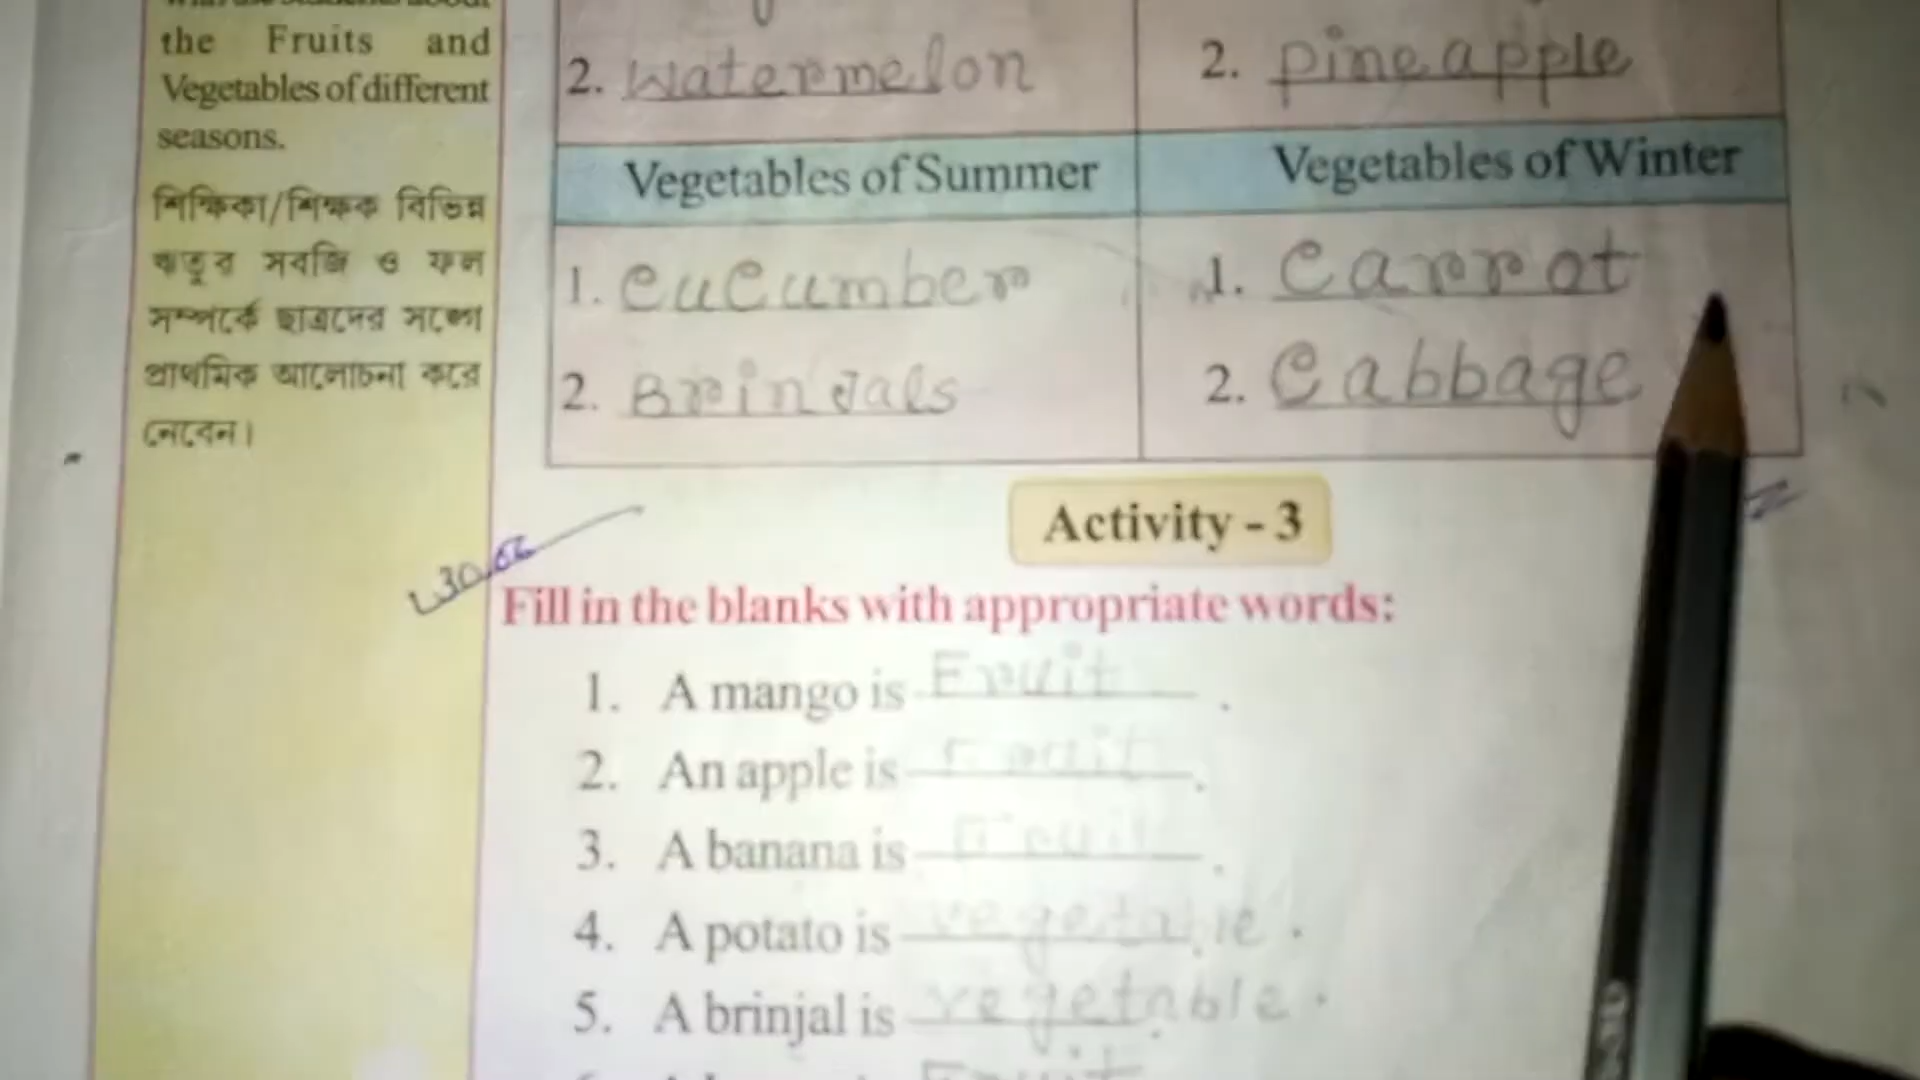 the Fruits and
Vegetables of different
seasons.
শিক্ষিকা/শিক্ষক বিভিন্ন
ঋতুর সবজি ও ফল
সম্পর্কে ছাত্রদের সঙ্গে
প্রাথমিক আলোচনা করে
নেবেন।
2. Watermelon
2. pineapple
Vegetables of Summer
Vegetables of Winter
1. Cucumber
1. Carrot
2. Brinjals
2. Cabbage
Activity - 3
Fill in the blanks with appropriate words:
1. A mango is Fruit .
2. An apple is Fruit .
3. A banana is Fruit .
4. A potato is vegetable .
5. A brinjal is vegetable .
Fruit